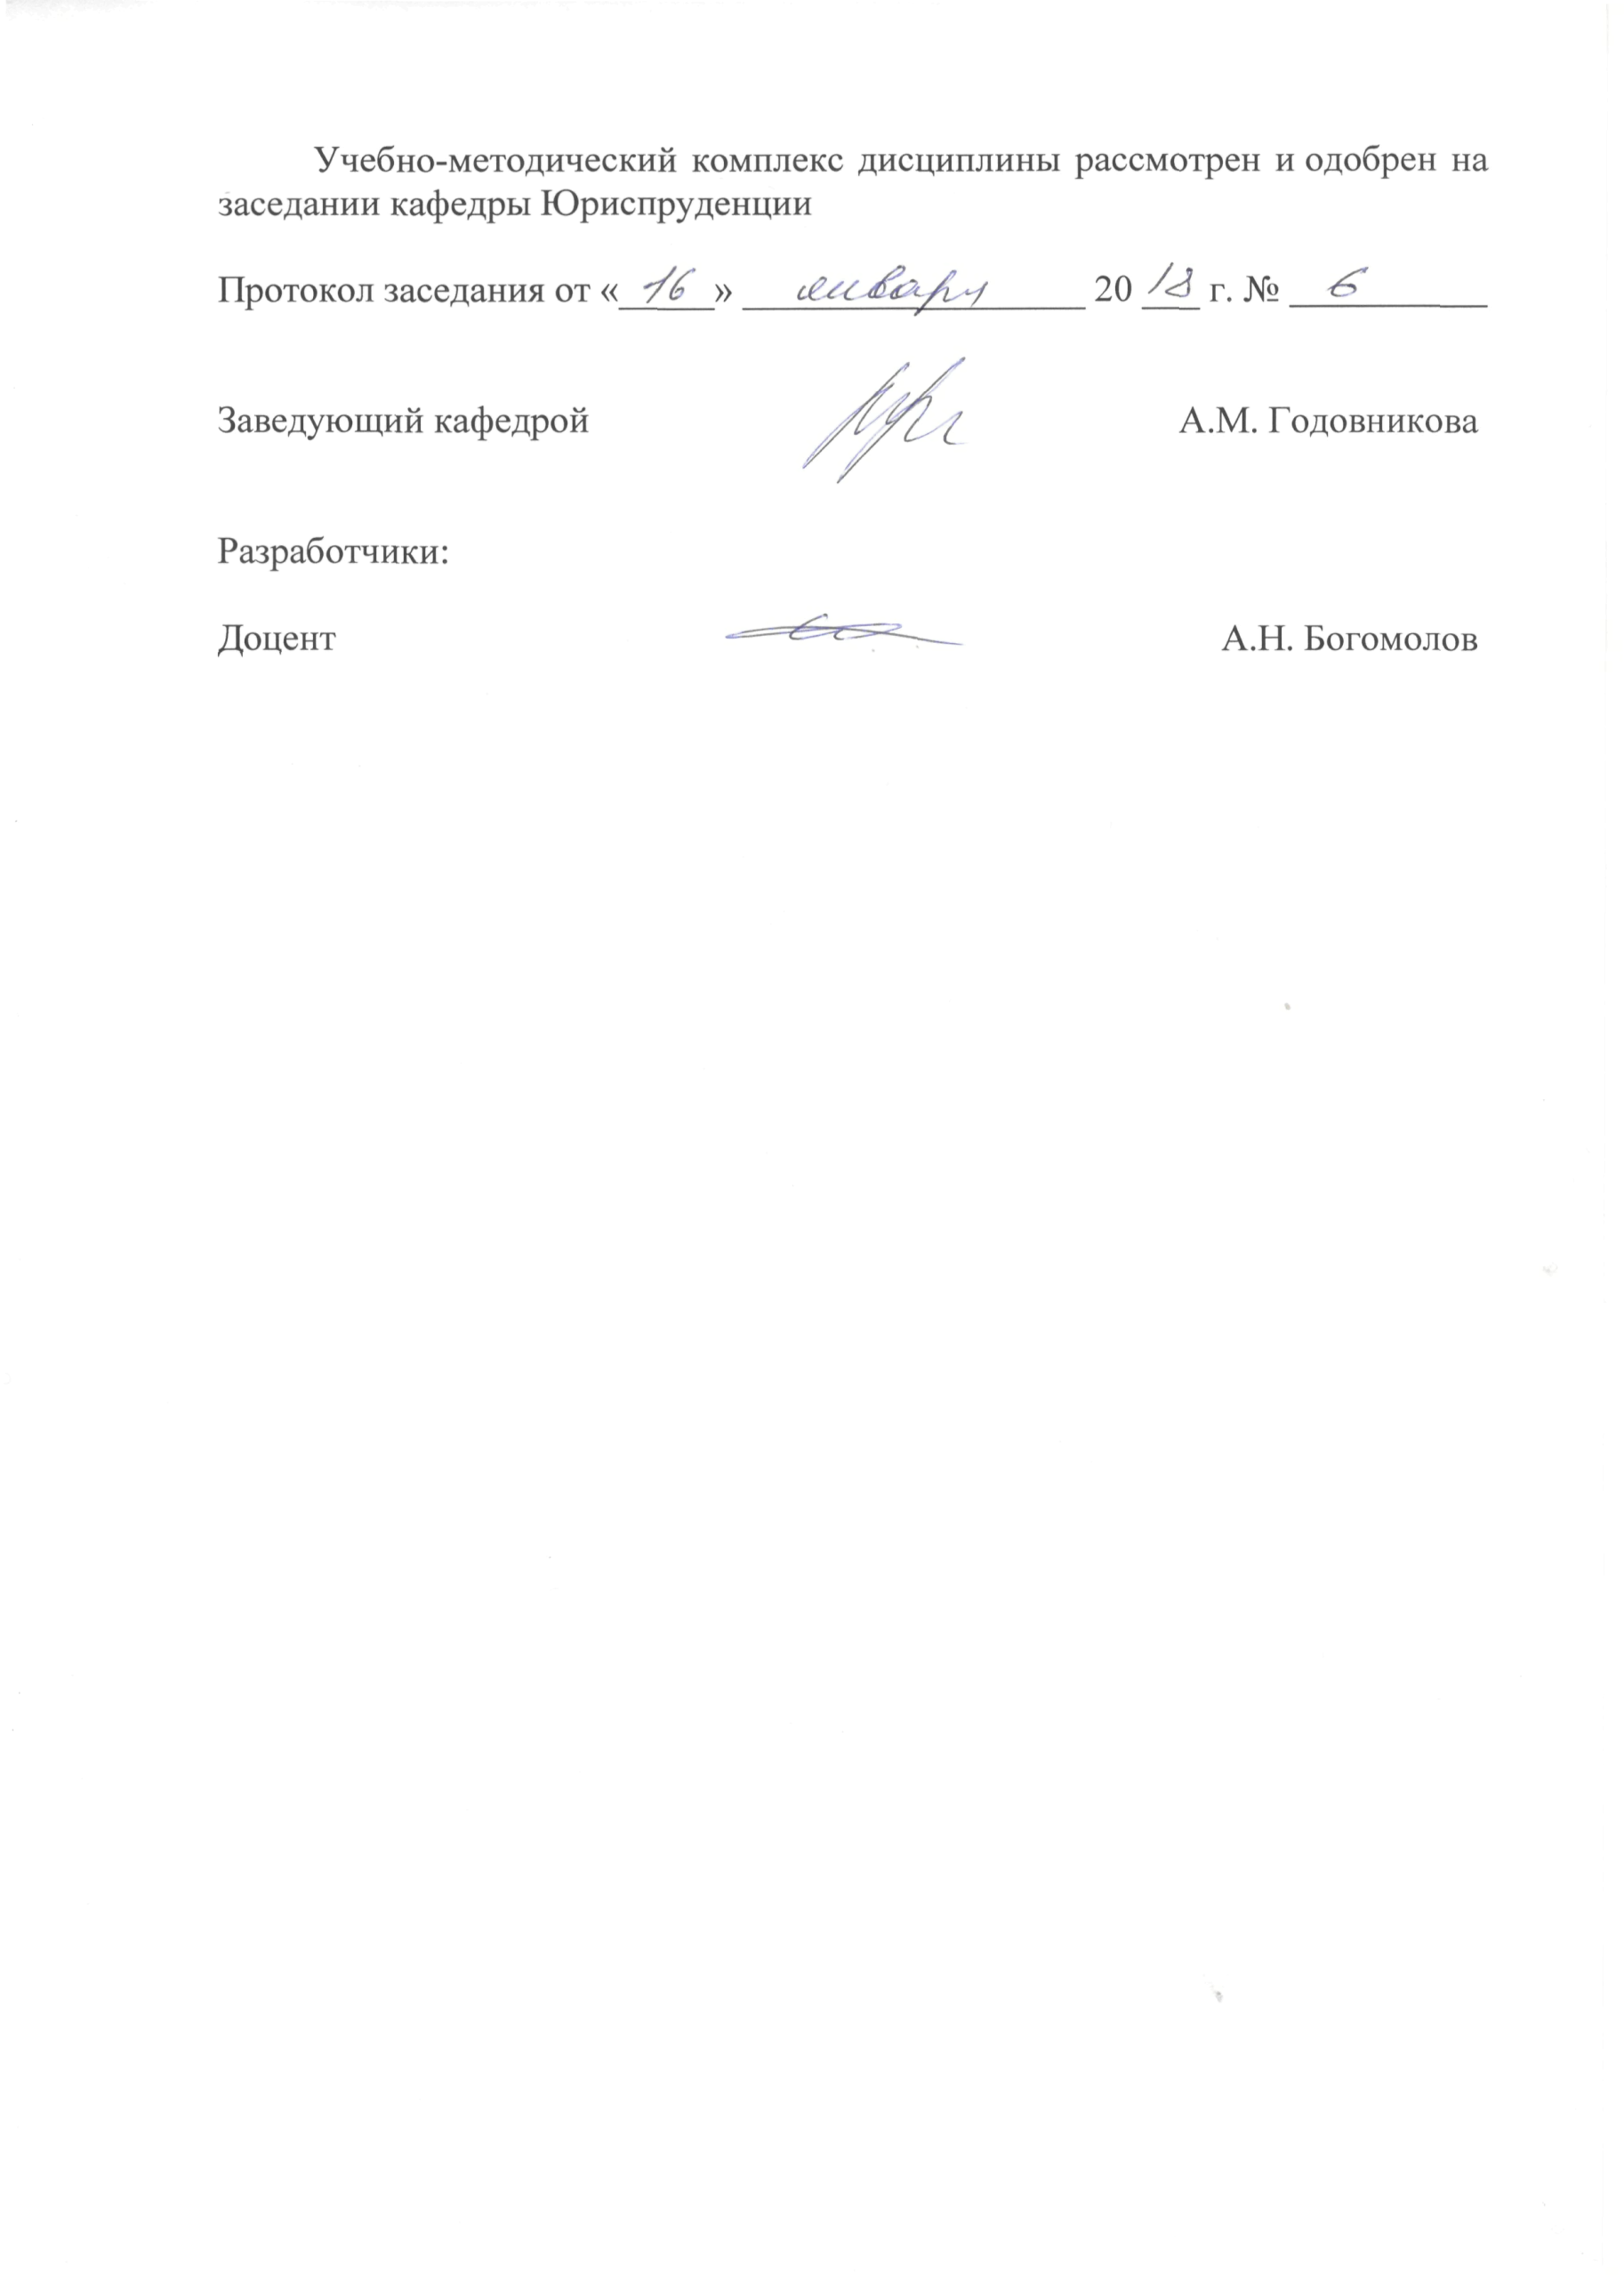 Учебно-методический комплекс дисциплины рассмотрен и одобрен на
заседании кафедры Юриспруденции
Протокол заседания от «16» января 2018 г. № 6
Заведующий кафедрой А.М. Годовникова
Разработчики:
Доцент А.Н. Богомолов